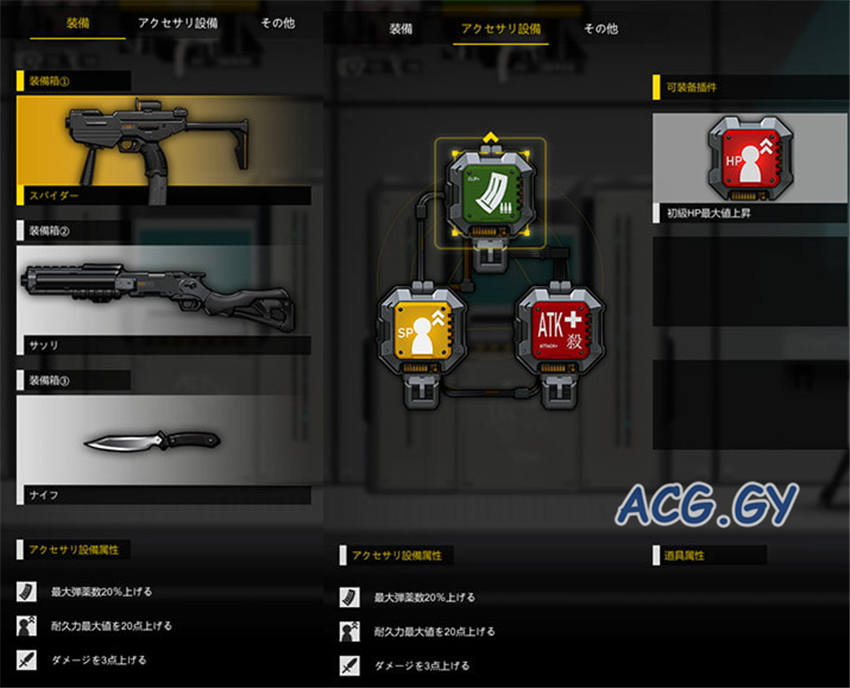 装備
アクセサリ設備
その他
装備箱①
スパイダー
装備箱②
サソリ
装備箱③
ナイフ
アクセサリ設備属性
最大弾薬数20%上げる
耐久力最大値を20点上げる
ダメージを3点上げる
装備
アクセサリ設備
その他
SP
ATK+
殺
ATTACK+
アクセサリ設備属性
最大弾薬数20%上げる
耐久力最大値を20点上げる
ダメージを3点上げる
可装备插件
HP
初級HP最大値上昇
道具属性
ACG.GY